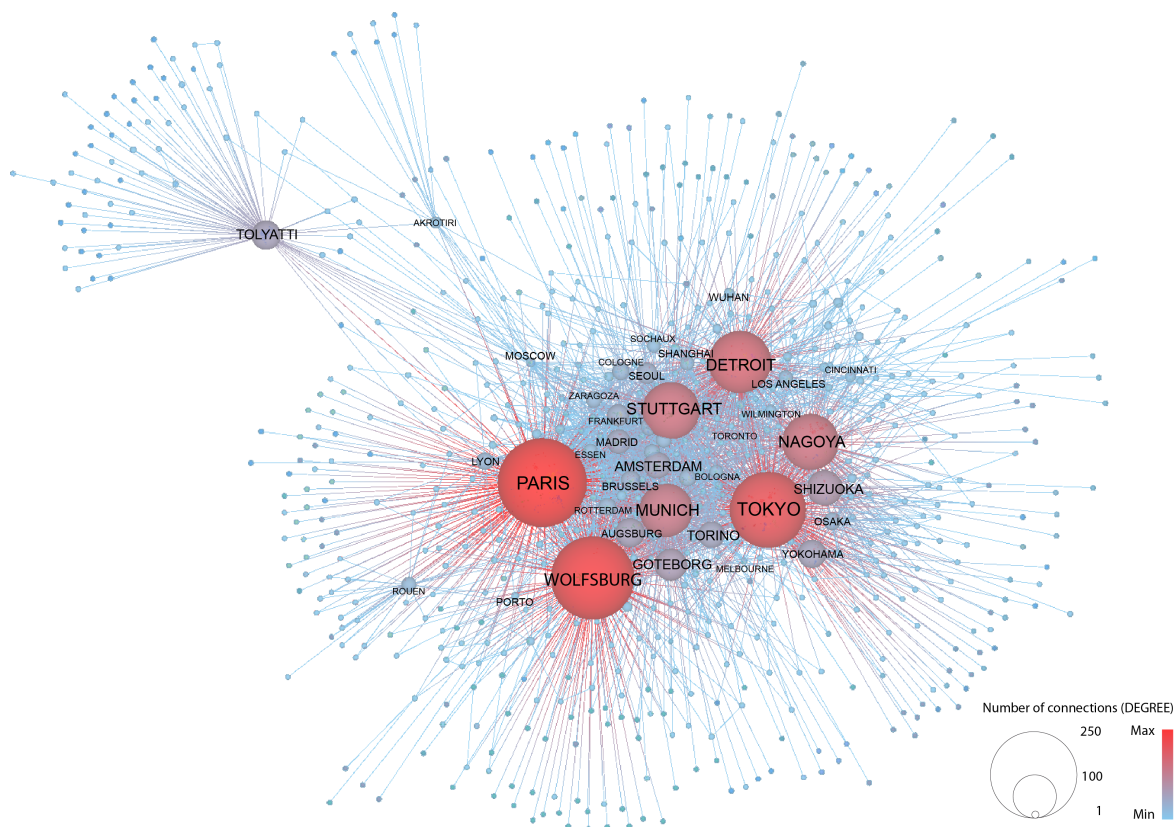 TOLYATTI
AKROTIRI
WUHAN
SOCHAUX
MOSCOW
SHANGHAI
COLOGNE
DETROIT
SEOUL
CINCINNATI
LOS ANGELES
ZARAGOZA
STUTTGART
WILMINGTON
FRANKFURT
TORONTO
MADRID
NAGOYA
ESSEN
LYON
AMSTERDAM
BOLOGNA
PARIS
BRUSSELS
SHIZUOKA
ROTTERDAM
MUNICH
TOKYO
OSAKA
AUGSBURG
TORINO
YOKOHAMA
GOTEBORG
MELBOURNE
WOLFSBURG
ROUEN
PORTO
Number of connections (DEGREE)
250
Max
100
1
Min